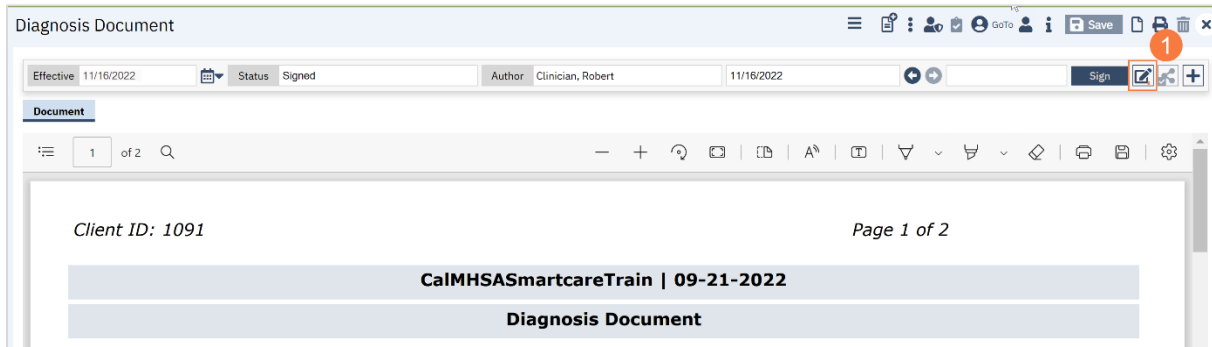 Diagnosis Document GoTo Save
1
Effective 11/16/2022 Status Signed Author Clinician, Robert 11/16/2022 Sign
Document
1 of 2
Client ID: 1091 Page 1 of 2
CalMHSASmartcareTrain | 09-21-2022
Diagnosis Document